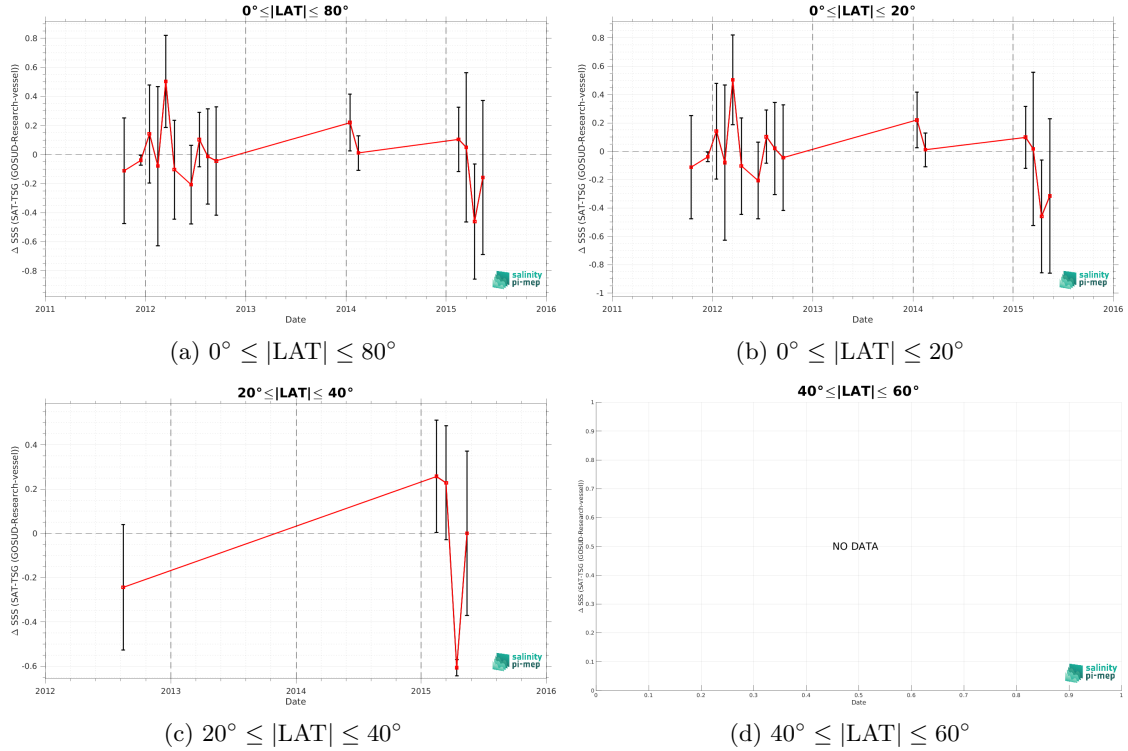 0°≤|LAT|≤ 80°
Δ SSS (SAT-TSG (GOSUD-Research-vessel))
0.8
0.6
0.4
0.2
0
-0.2
-0.4
-0.6
-0.8
salinity
pi-mep
2011 2012 2013 2014 2015 2016
Date
(a) 0° ≤ |LAT| ≤ 80°
0°≤|LAT|≤ 20°
Δ SSS (SAT-TSG (GOSUD-Research-vessel))
0.8
0.6
0.4
0.2
0
-0.2
-0.4
-0.6
-0.8
-1
salinity
pi-mep
2011 2012 2013 2014 2015 2016
Date
(b) 0° ≤ |LAT| ≤ 20°
20°≤|LAT|≤ 40°
Δ SSS (SAT-TSG (GOSUD-Research-vessel))
0.4
0.2
0
-0.2
-0.4
-0.6
salinity
pi-mep
2012 2013 2014 2015 2016
Date
(c) 20° ≤ |LAT| ≤ 40°
40°≤|LAT|≤ 60°
Δ SSS (SAT-TSG (GOSUD-Research-vessel))
1
0.9
0.8
0.7
0.6
0.5
0.4
0.3
0.2
0.1
0
NO DATA
salinity
pi-mep
0 0.1 0.2 0.3 0.4 0.5 0.6 0.7 0.8 0.9 1
Date
(d) 40° ≤ |LAT| ≤ 60°